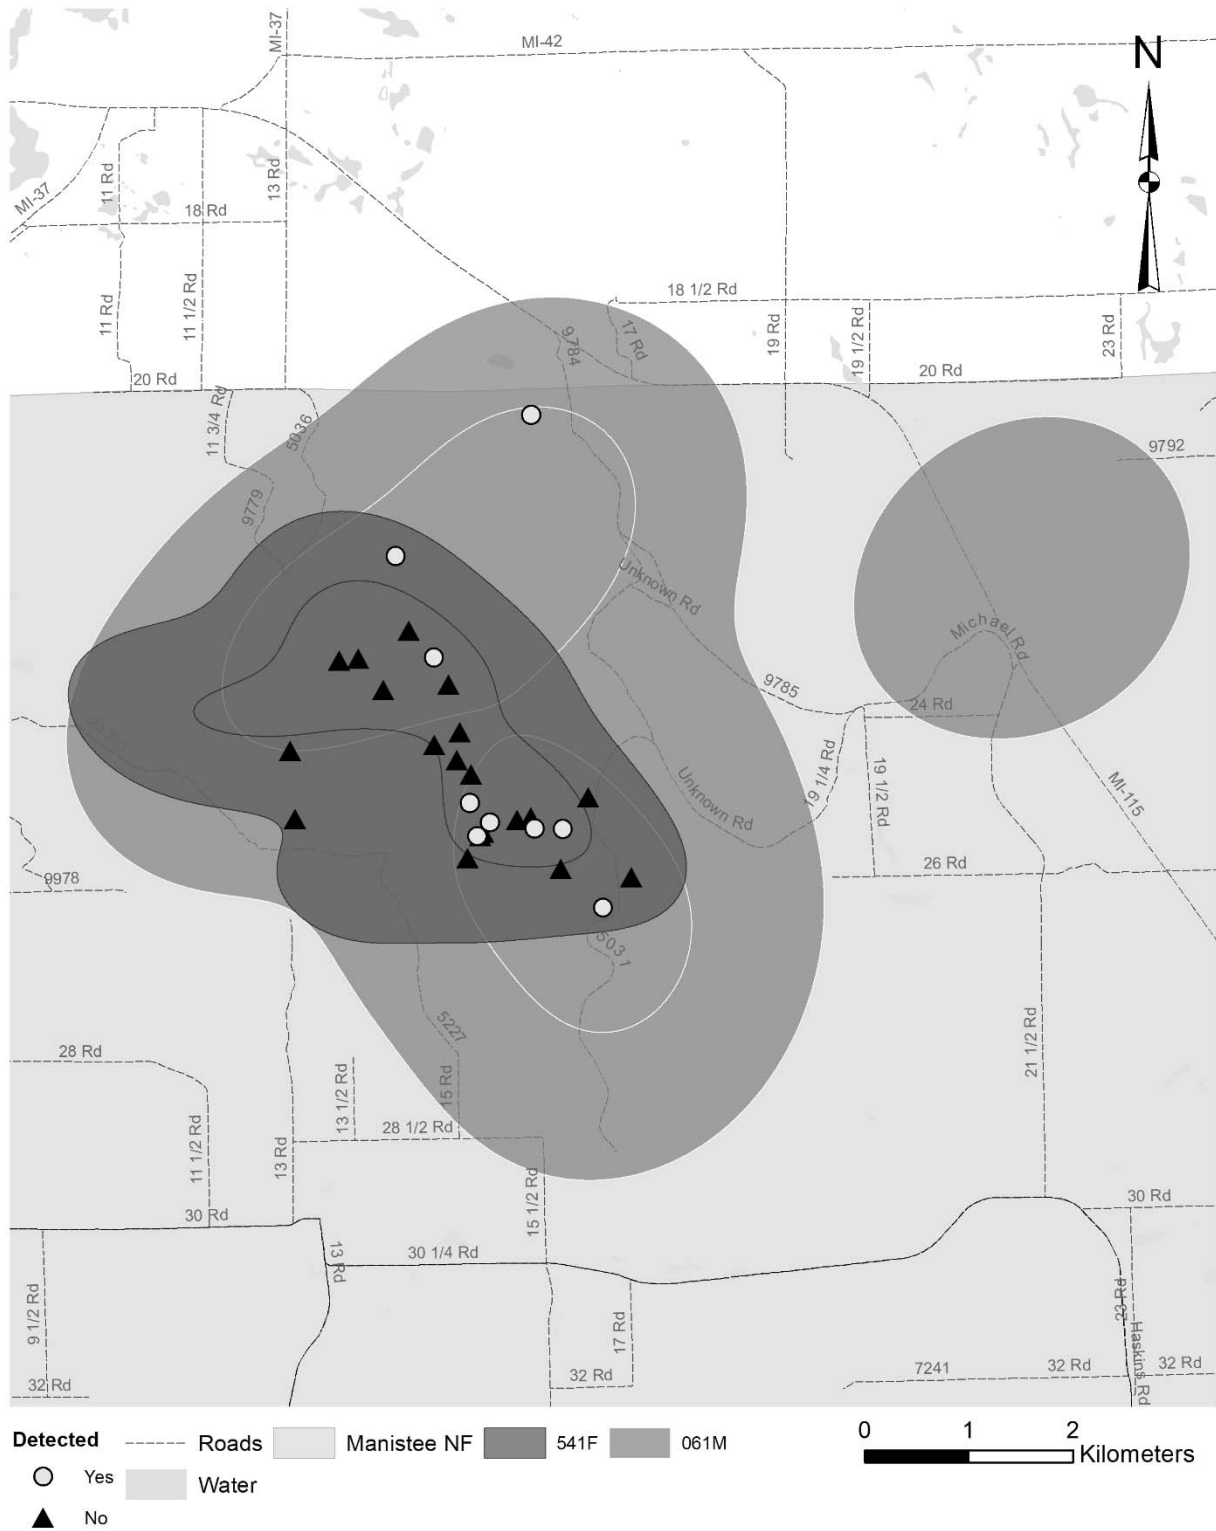 MI-37
MI-42
N
MI-37
11 Rd
13 Rd
18 Rd
11 Rd
11 1/2 Rd
18 1/2 Rd
9784
17 Rd
19 Rd
19 1/2 Rd
23 Rd
20 Rd
20 Rd
11 3/4 Rd
5036
9779
9792
Unknown Rd
Michael Rd
9785
24 Rd
Unknown Rd
19 1/4 Rd
19 1/2 Rd
MI-115
26 Rd
9978
5031
5227
21 1/2 Rd
28 Rd
13 1/2 Rd
15 Rd
28 1/2 Rd
11 1/2 Rd
13 Rd
15 1/2 Rd
30 Rd
30 Rd
30 1/4 Rd
13 Rd
9 1/2 Rd
17 Rd
23 Rd
Haskins Rd
32 Rd
32 Rd
7241
32 Rd
32 Rd
Detected
Roads
Manistee NF
541F
061M
Yes
Water
No
0 1 2
Kilometers